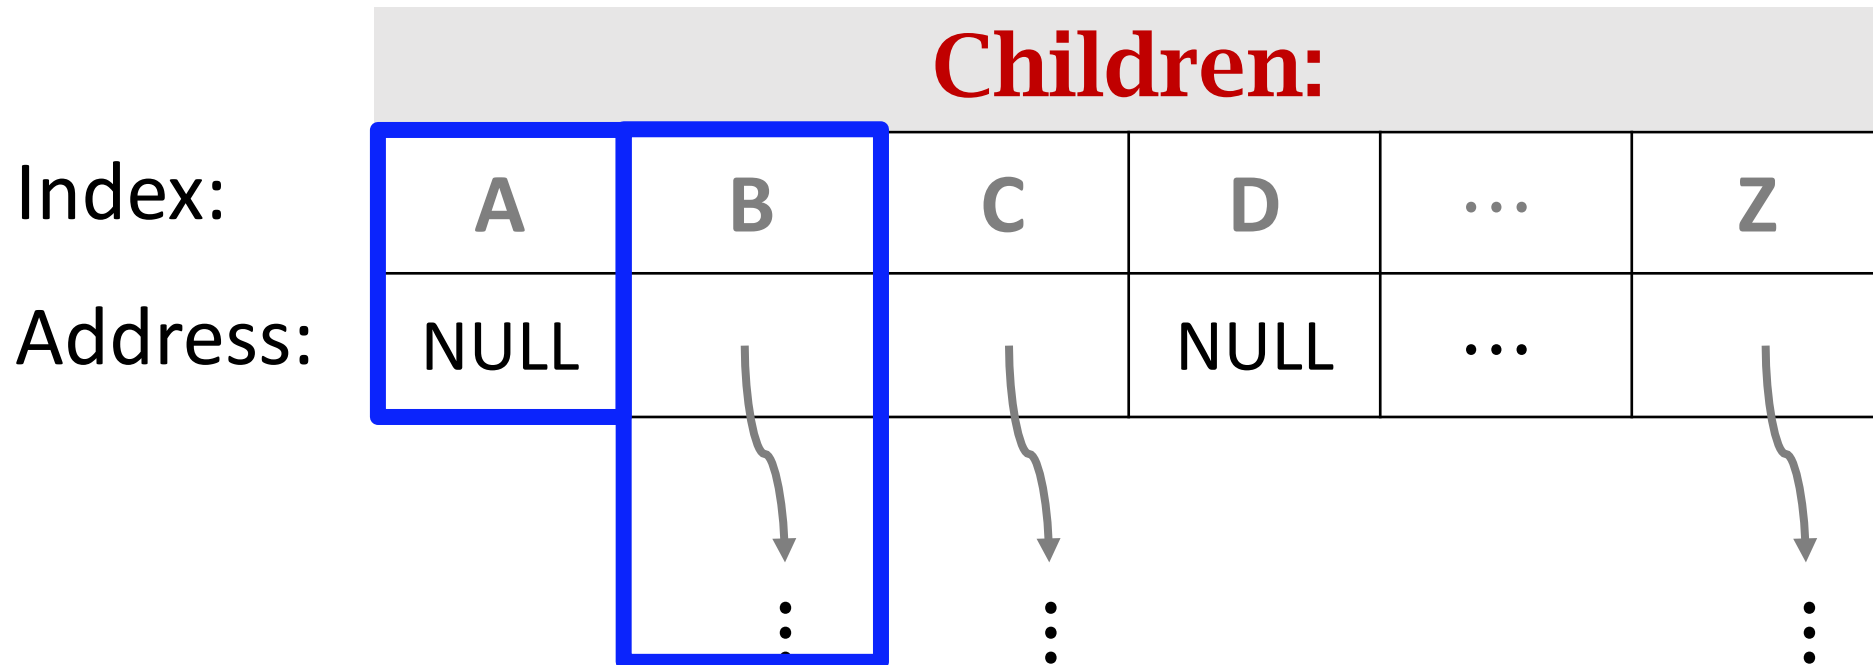 Children:
Index: A B C D ... Z
Address: NULL NULL ...